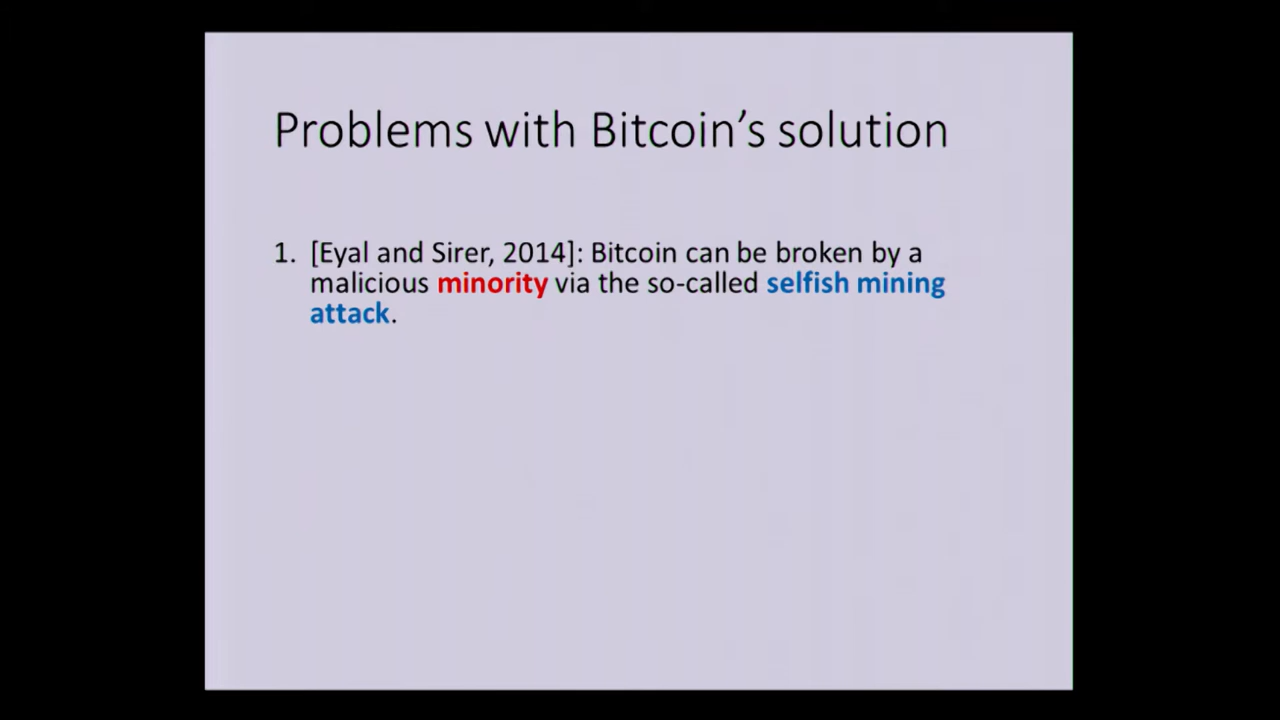 Problems with Bitcoin’s solution
1. [Eyal and Sirer, 2014]: Bitcoin can be broken by a
malicious minority via the so-called selfish mining
attack.